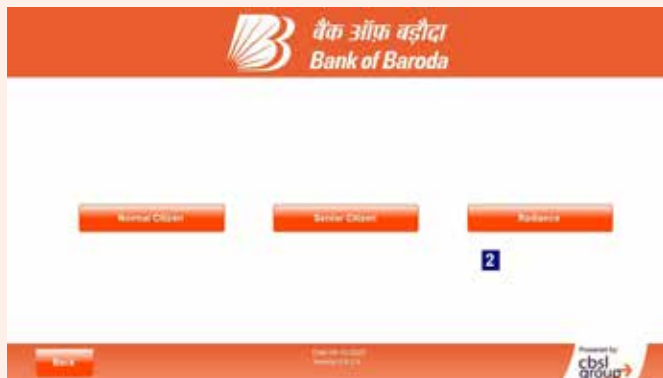 बैंक ऑफ़ बड़ौदा
Bank of Baroda
Normal Citizen
Senior Citizen
Radiance
2
Back
Powered by:
cbsl
group